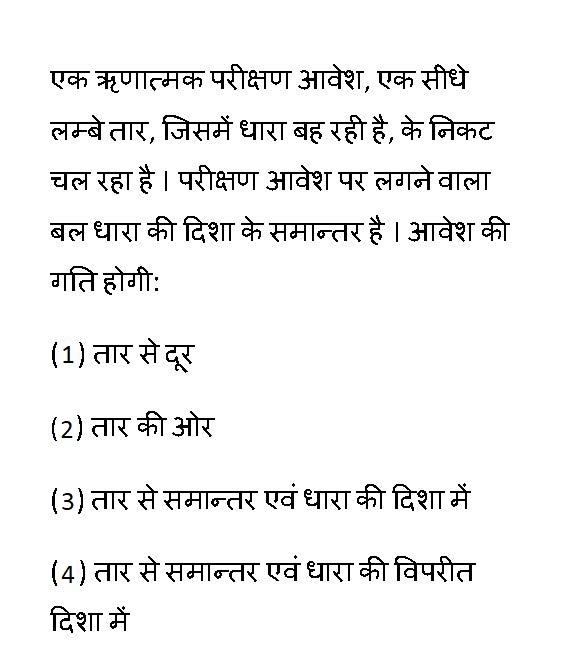 एक ऋणात्मक परीक्षण आवेश, एक सीधे
लम्बे तार, जिसमें धारा बह रही है, के निकट
चल रहा है । परीक्षण आवेश पर लगने वाला
बल धारा की दिशा के समान्तर है । आवेश की
गति होगी:
(1) तार से दूर
(2) तार की ओर
(3) तार से समान्तर एवं धारा की दिशा में
(4) तार से समान्तर एवं धारा की विपरीत
दिशा में